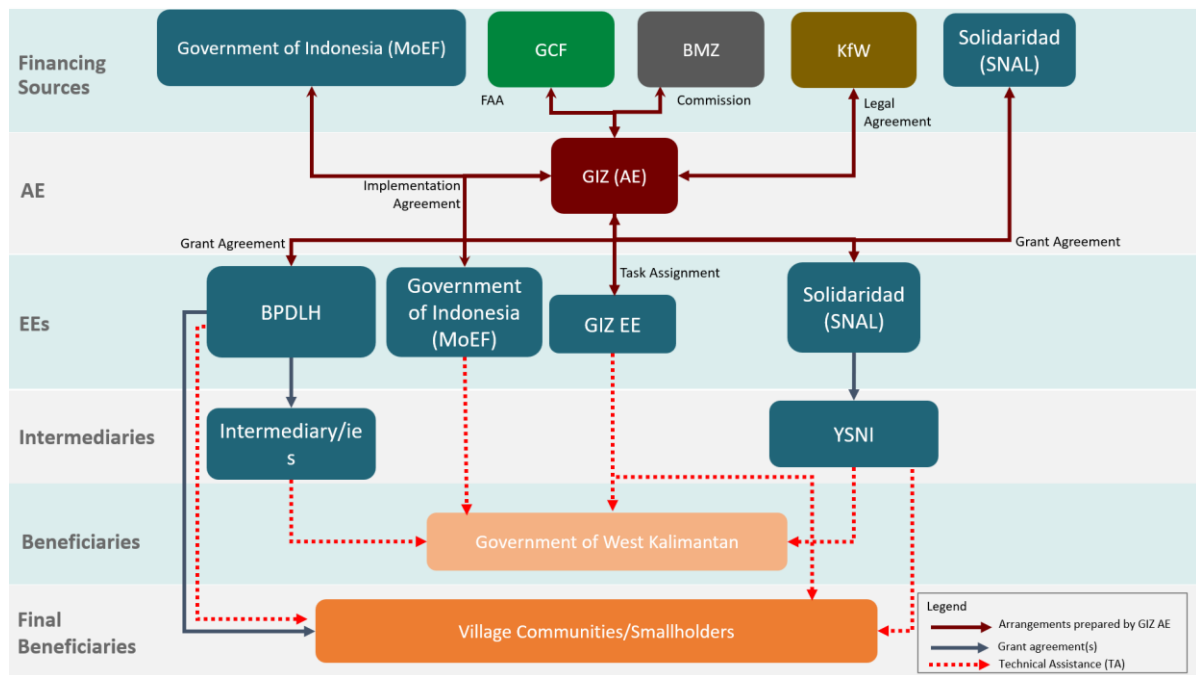 Financing
Sources
Government of Indonesia (MoEF)
GCF
BMZ
KfW
Solidaridad
(SNAL)
FAA
Commission
Legal
Agreement
AE
GIZ (AE)
Implementation
Agreement
Grant Agreement
Grant Agreement
Task Assignment
EEs
BPDLH
Government
of Indonesia
(MoEF)
GIZ EE
Solidaridad
(SNAL)
Intermediaries
Intermediary/ie
s
YSNI
Beneficiaries
Government of West Kalimantan
Final
Beneficiaries
Village Communities/Smallholders
Legend
Arrangements prepared by GIZ AE
Grant agreement(s)
Technical Assistance (TA)